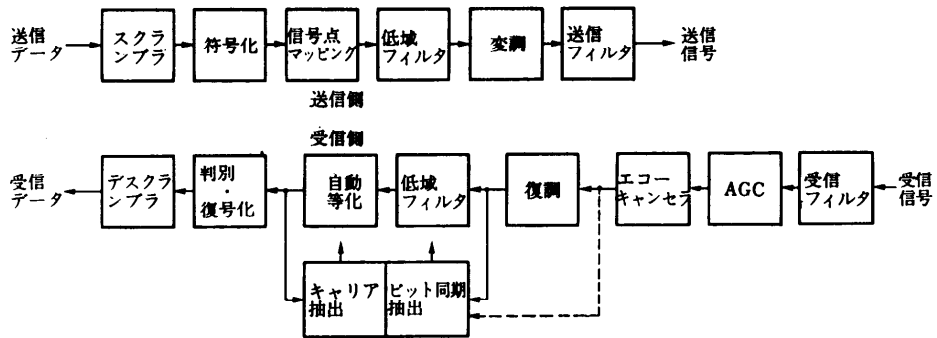 送信
データ
スクラ
ンブラ
符号化
信号点
マッピング
低域
フィルタ
変調
送信
フィルタ
送信
信号
送信側
受信側
受信
データ
デスクラ
ンブラ
判別
・
復号化
自動
等化
低域
フィルタ
復調
エコー
キャンセラ
AGC
受信
フィルタ
受信
信号
キャリア
抽出
ビット同期
抽出